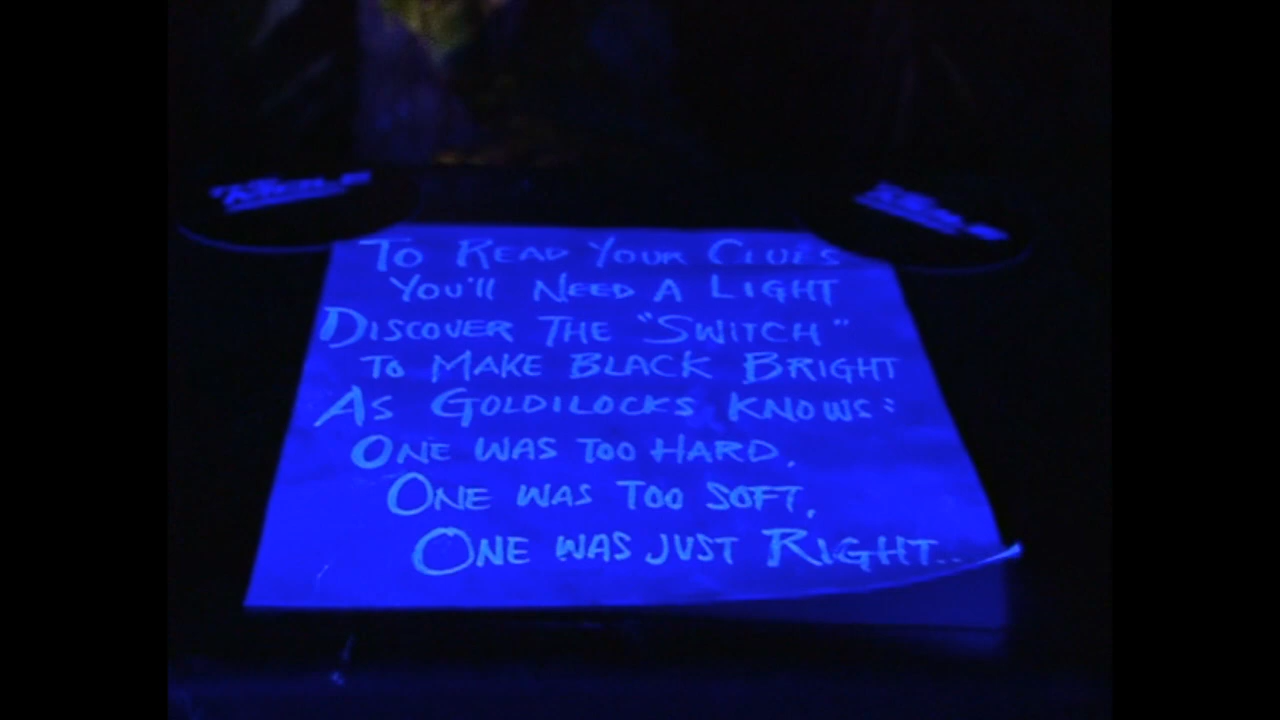 To READ YOUR CLUES
YOU'll NEED A LIGHT
DISCOVER THE "SWITCH"
To MAKE BLACK BRIGHT
AS GOLDILOCKS KNOWS:
ONE WAS TOO HARD.
ONE WAS TOO SOFT.
ONE WAS JUST RIGHT...